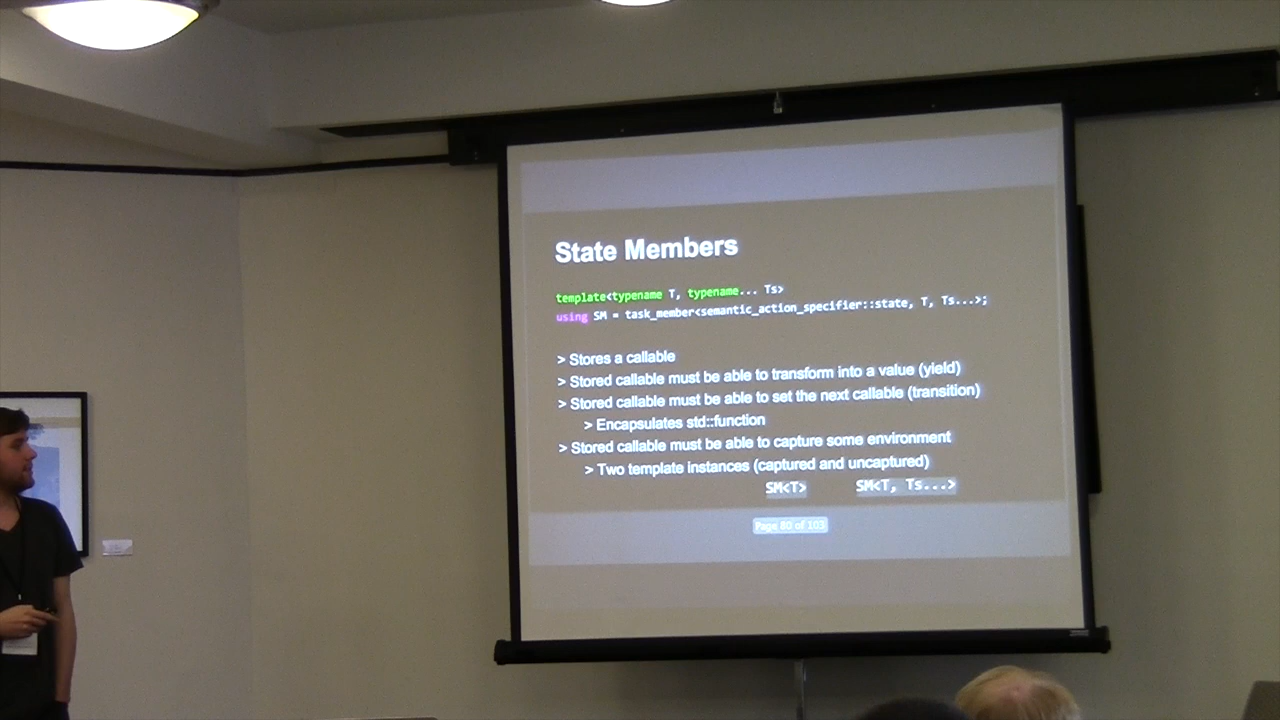 State Members
template<typename T, typename... Ts>
using SM = task_member<semantic_action_specifier::state, T, Ts...>;
> Stores a callable
> Stored callable must be able to transform into a value (yield)
> Stored callable must be able to set the next callable (transition)
> Encapsulates std::function
> Stored callable must be able to capture some environment
> Two template instances (captured and uncaptured)
SM<T> SM<T, Ts...>
Page 80 of 103